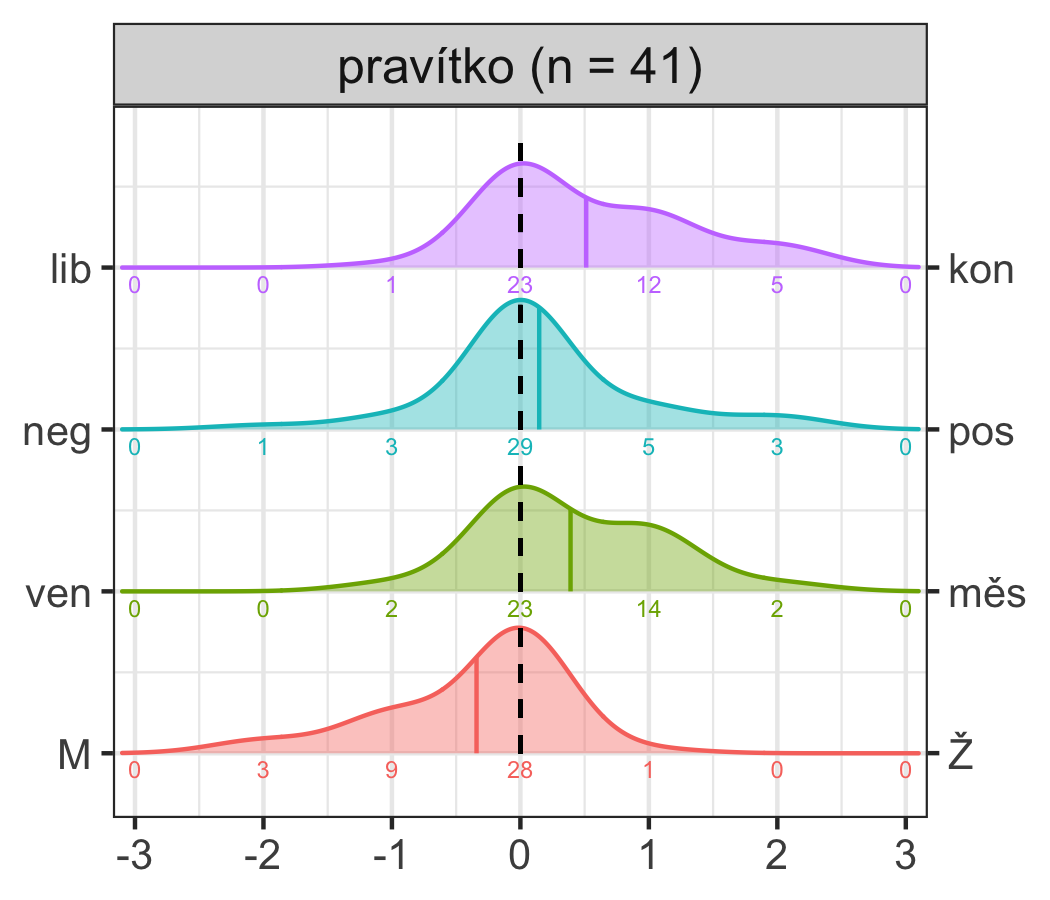 pravítko (n = 41)
lib kon
0 0 1 23 12 5 0
neg pos
0 1 3 29 5 3 0
ven měs
0 0 2 23 14 2 0
M Ž
0 3 9 28 1 0 0
-3 -2 -1 0 1 2 3